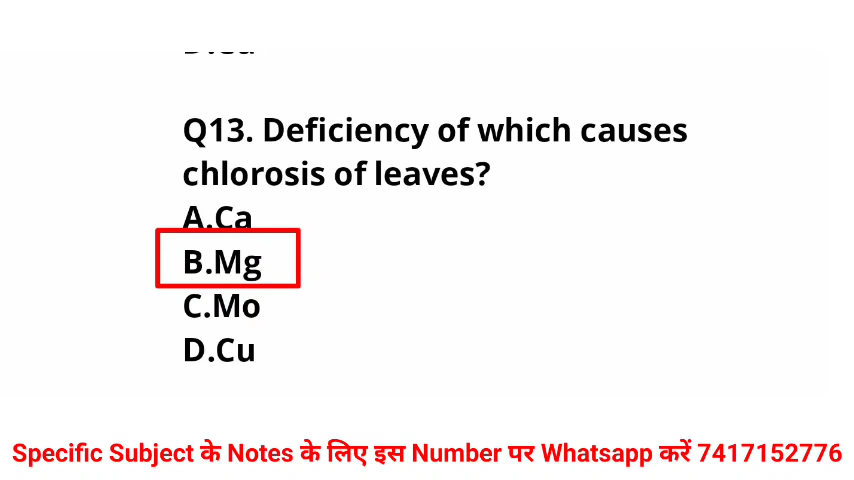 Q13. Deficiency of which causes
chlorosis of leaves?
A.Ca
B.Mg
C.Mo
D.Cu
Specific Subject के Notes के लिए इस Number पर Whatsapp करें 7417152776